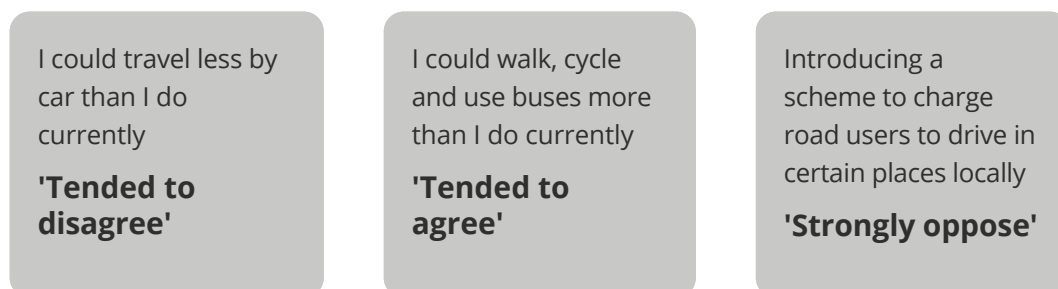 I could travel less by
car than I do
currently
'Tended to
disagree'
I could walk, cycle
and use buses more
than I do currently
'Tended to
agree'
Introducing a
scheme to charge
road users to drive in
certain places locally
'Strongly oppose'